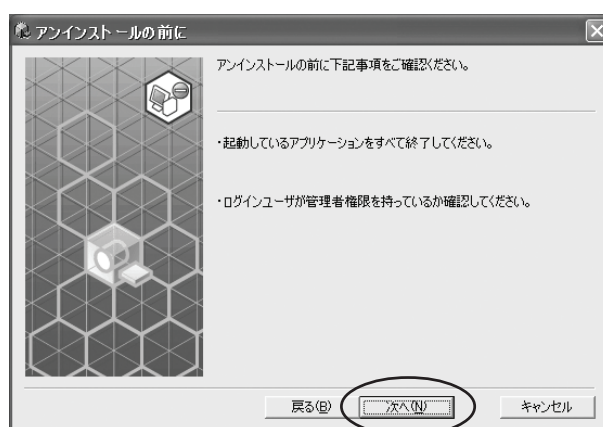 アンインストールの前に
アンインストールの前に下記事項をご確認ください。
・起動しているアプリケーションをすべて終了してください。
・ログインユーザが管理者権限を持っているか確認してください。
戻る(B) 次へ(N) キャンセル